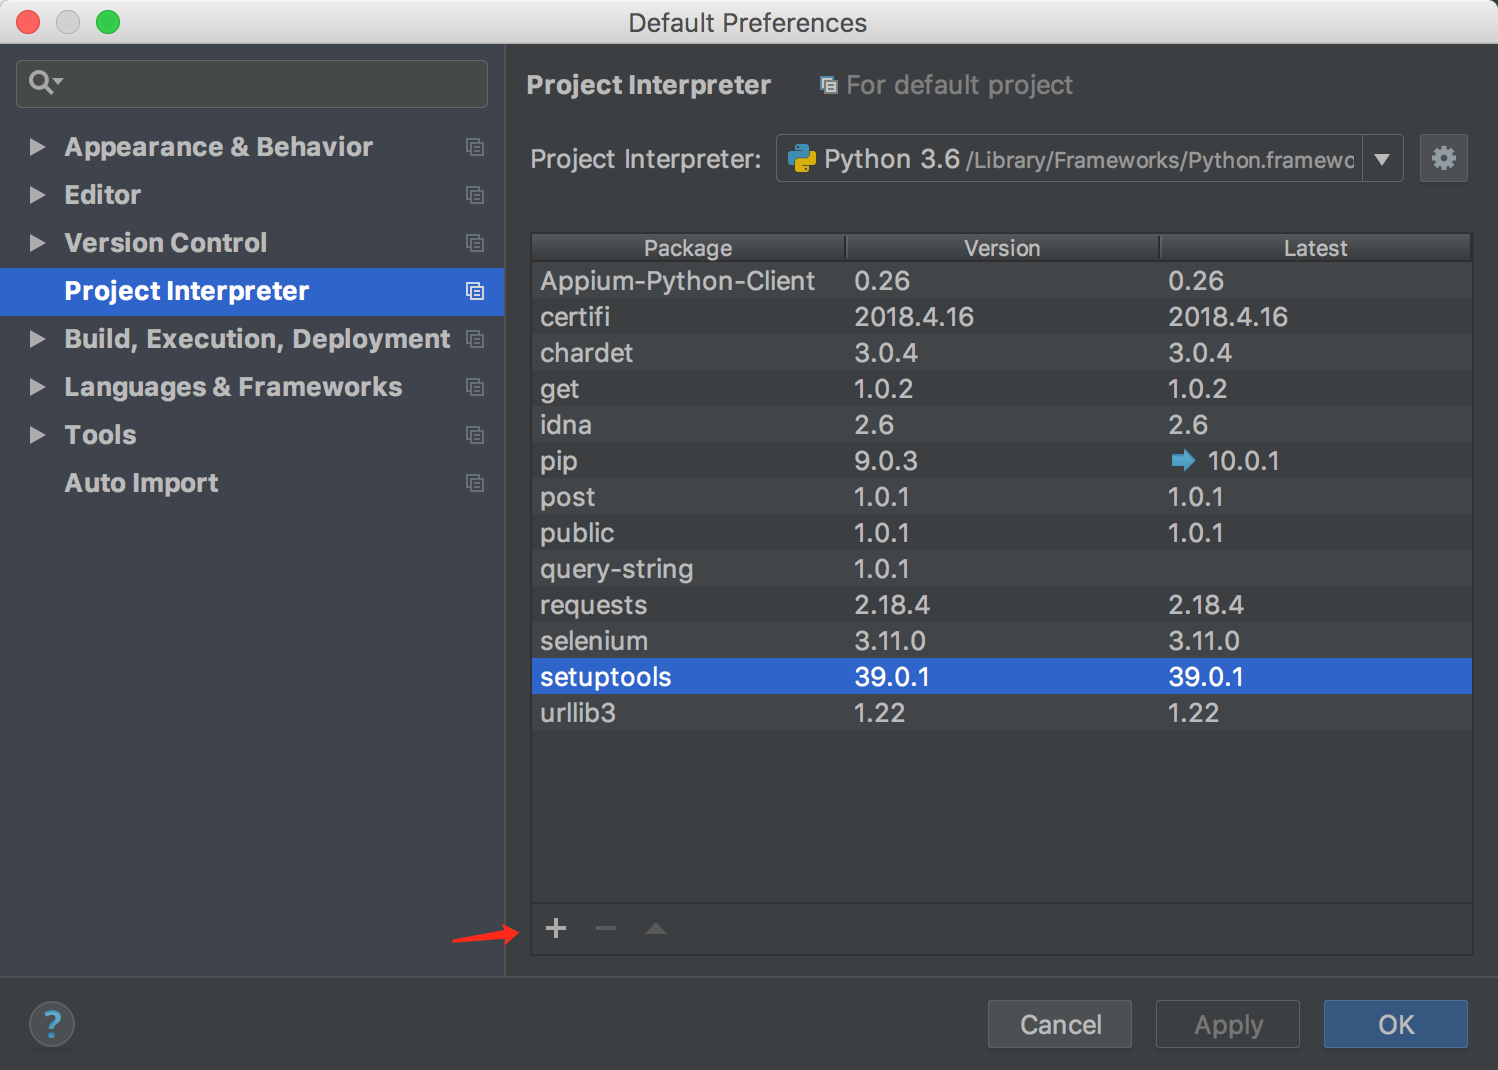 Default Preferences
Appearance & Behavior
Editor
Version Control
Project Interpreter
Build, Execution, Deployment
Languages & Frameworks
Tools
Auto Import
Project Interpreter For default project
Project Interpreter: Python 3.6 /Library/Frameworks/Python.framewo
Package Version Latest
Appium-Python-Client 0.26 0.26
certifi 2018.4.16 2018.4.16
chardet 3.0.4 3.0.4
get 1.0.2 1.0.2
idna 2.6 2.6
pip 9.0.3 10.0.1
post 1.0.1 1.0.1
public 1.0.1 1.0.1
query-string 1.0.1
requests 2.18.4 2.18.4
selenium 3.11.0 3.11.0
setuptools 39.0.1 39.0.1
urllib3 1.22 1.22
?
Cancel Apply OK